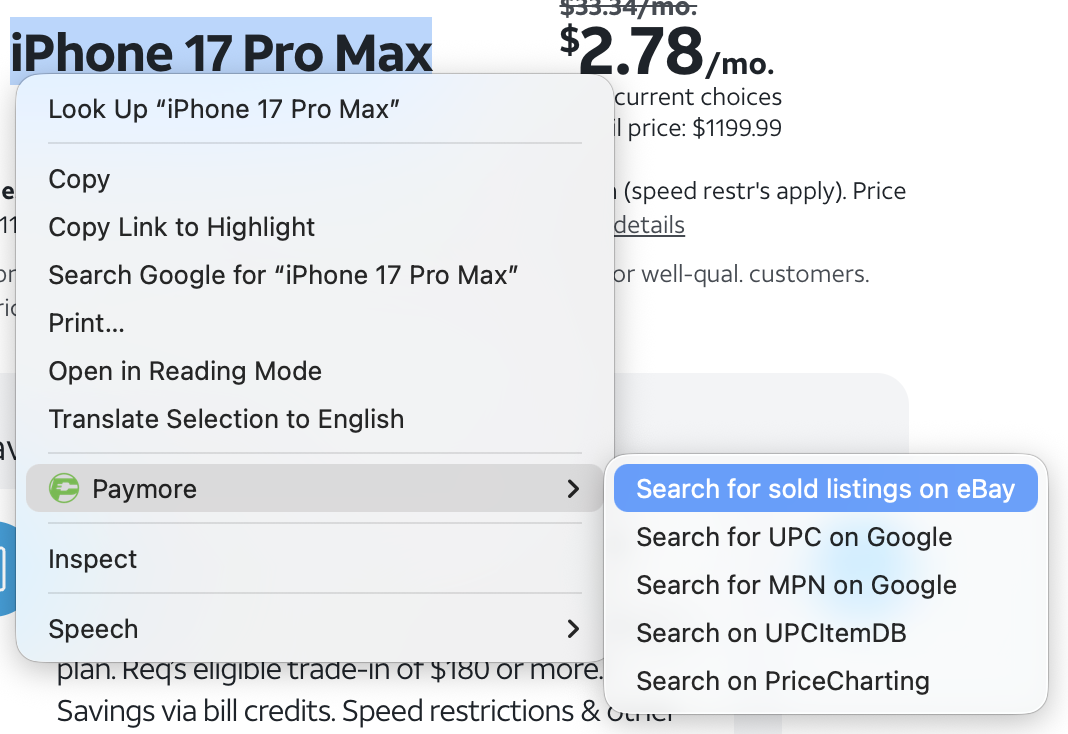 $33.34/mo.
iPhone 17 Pro Max
$2.78/mo.
current choices
price: $1199.99
(speed restr's apply). Price
details
or well-qual. customers.
Look Up “iPhone 17 Pro Max”
Copy
Copy Link to Highlight
Search Google for “iPhone 17 Pro Max”
Print...
Open in Reading Mode
Translate Selection to English
Paymore
Inspect
Speech
Search for sold listings on eBay
Search for UPC on Google
Search for MPN on Google
Search on UPCItemDB
Search on PriceCharting
plan. Req's eligible trade-in of $180 or more.
Savings via bill credits. Speed restrictions & other